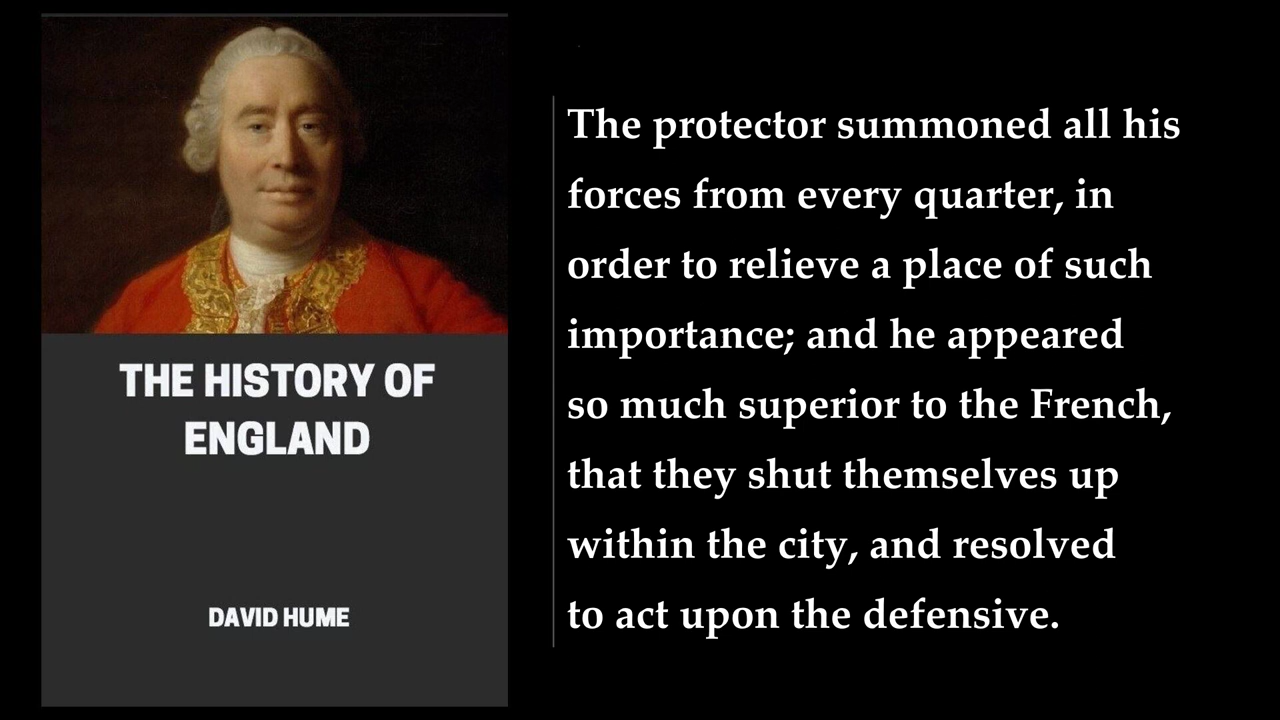 THE HISTORY OF
ENGLAND
DAVID HUME
The protector summoned all his
forces from every quarter, in
order to relieve a place of such
importance; and he appeared
so much superior to the French,
that they shut themselves up
within the city, and resolved
to act upon the defensive.